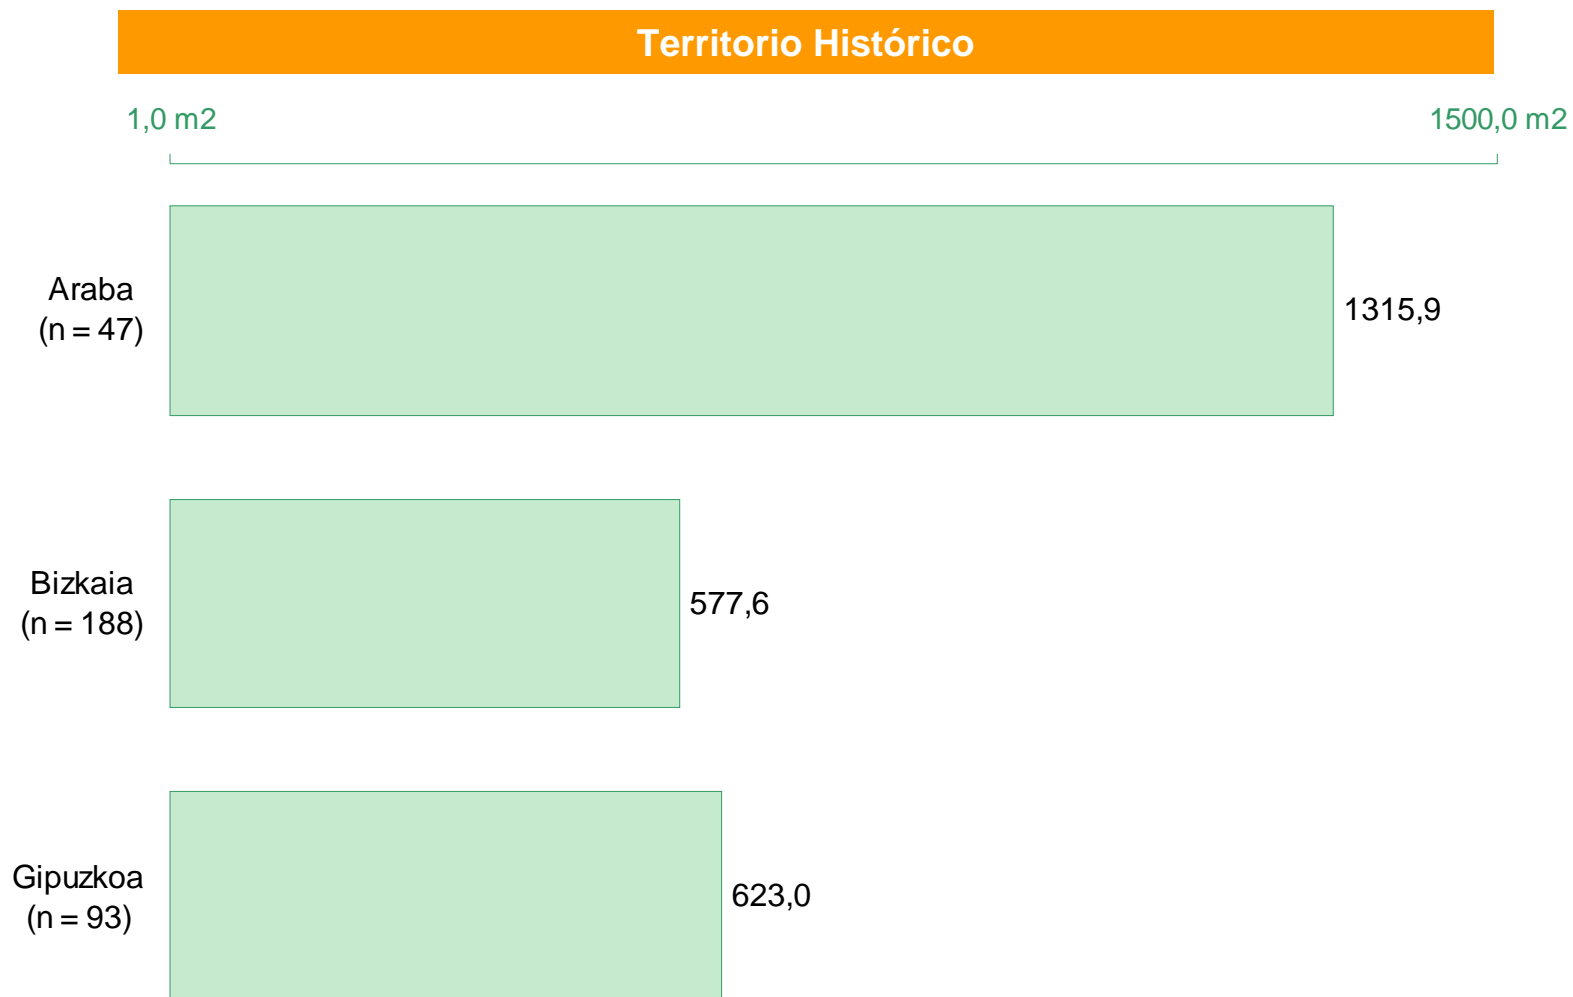 Territorio Histórico
1,0 m2
1500,0 m2
Araba
(n = 47)
1315,9
Bizkaia
(n = 188)
577,6
Gipuzkoa
(n = 93)
623,0